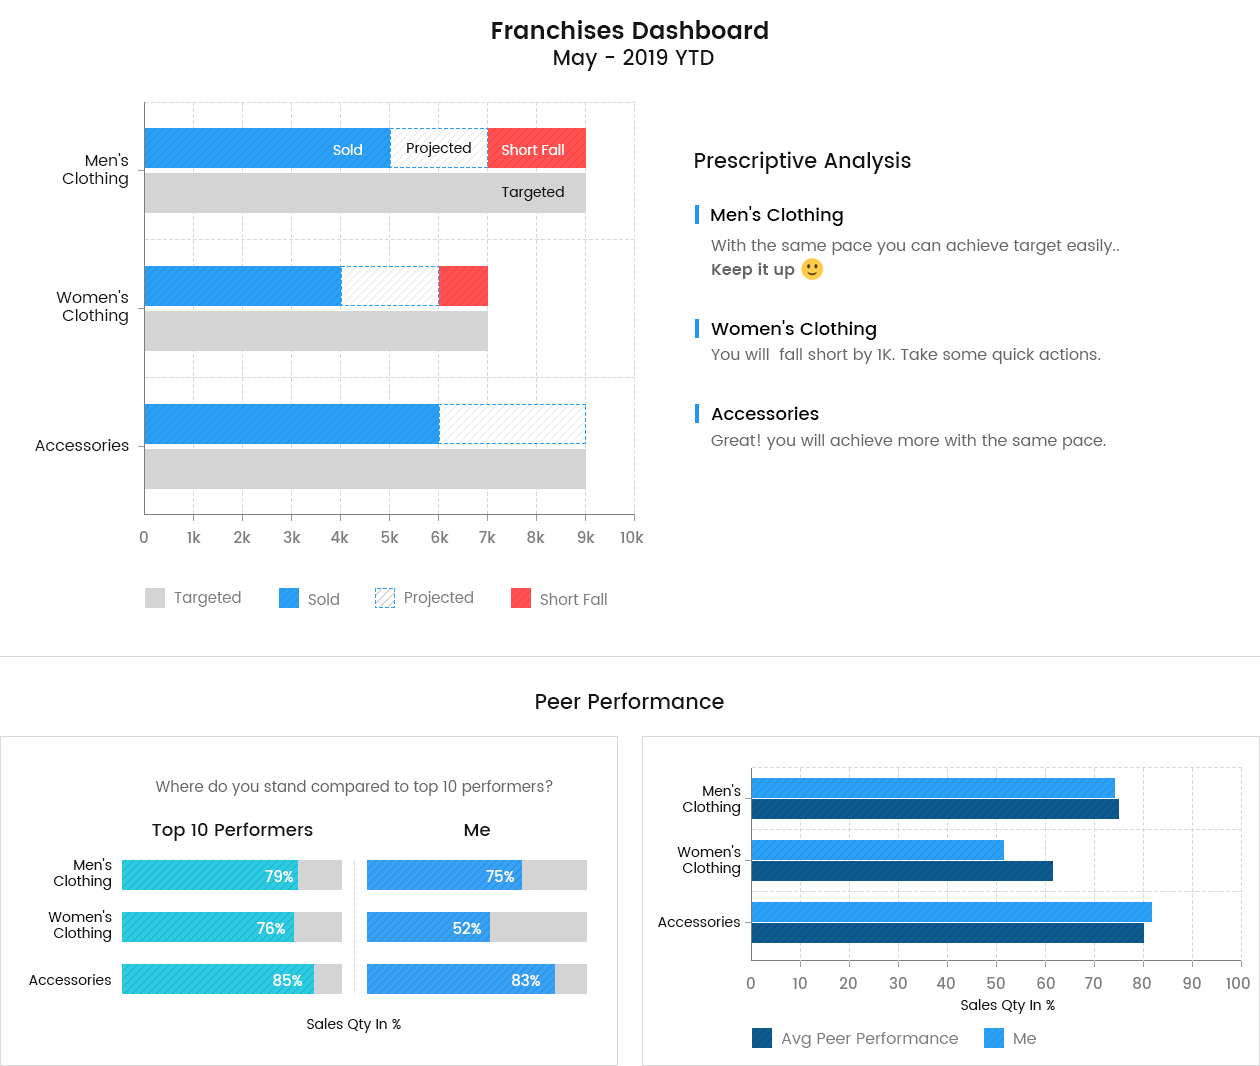 Franchises Dashboard
May - 2019 YTD
Men's
Clothing
Sold
Projected
Short Fall
Targeted
Women's
Clothing
Accessories
0 1k 2k 3k 4k 5k 6k 7k 8k 9k 10k
Targeted
Sold
Projected
Short Fall
Prescriptive Analysis
Men's Clothing
With the same pace you can achieve target easily..
Keep it up 🙂
Women's Clothing
You will  fall short by 1K. Take some quick actions.
Accessories
Great! you will achieve more with the same pace.
Peer Performance
Where do you stand compared to top 10 performers?
Top 10 Performers
Me
Men's
Clothing
79%
75%
Women's
Clothing
76%
52%
Accessories
85%
83%
Sales Qty In %
Men's
Clothing
Women's
Clothing
Accessories
0 10 20 30 40 50 60 70 80 90 100
Sales Qty In %
Avg Peer Performance
Me